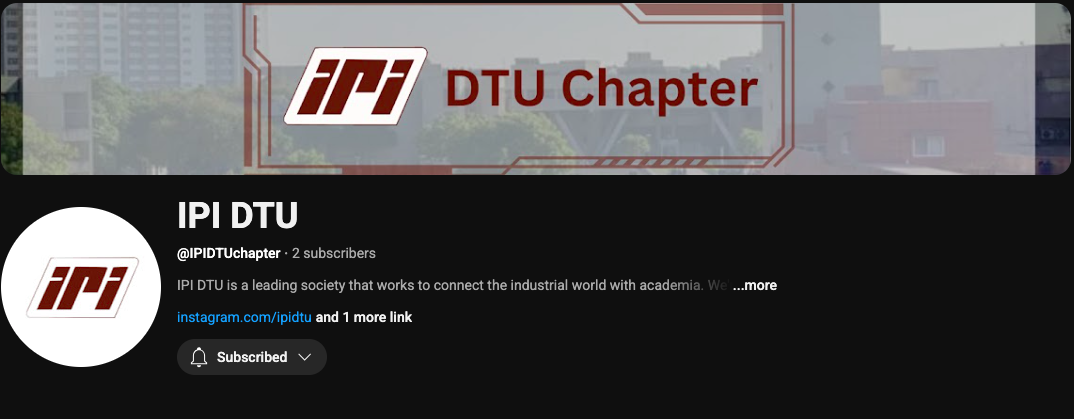 iPi DTU Chapter
iPi
IPI DTU
@IPIDTUchapter · 2 subscribers
IPI DTU is a leading society that works to connect the industrial world with academia. We ...more
instagram.com/ipidtu and 1 more link
Subscribed